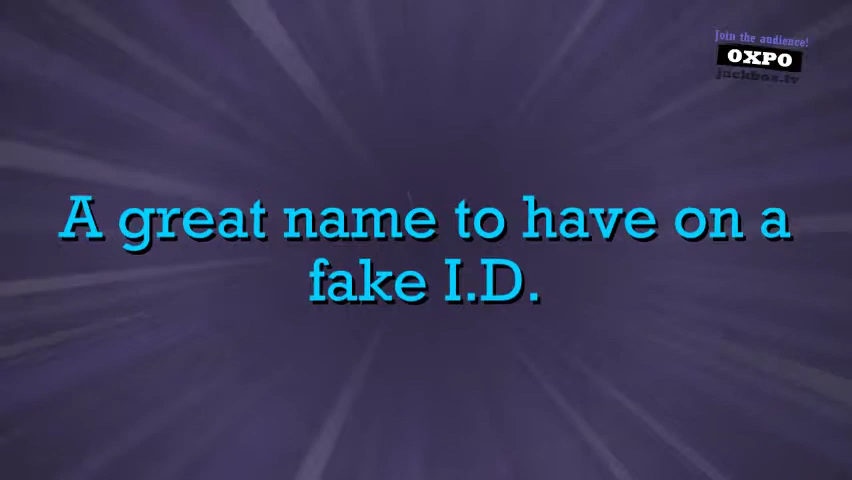 Join the audience!
OXPO
jackbox.tv
A great name to have on a
fake I.D.